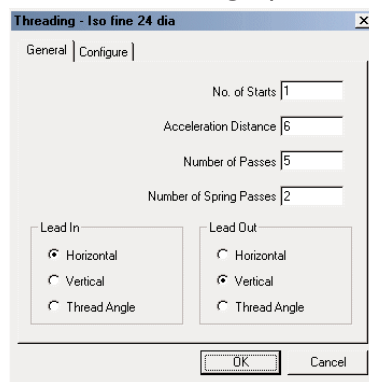 Threading - Iso fine 24 dia
General Configure
No. of Starts 1
Acceleration Distance 6
Number of Passes 5
Number of Spring Passes 2
Lead In Lead Out
Horizontal Horizontal
Vertical Vertical
Thread Angle Thread Angle
OK Cancel